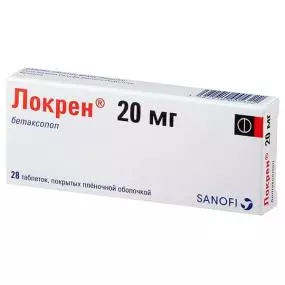 Локрен® 20 мг
бетаксолол
28 таблеток, покрытых плёночной оболочкой
SANOFI
Локрен®
20 мг